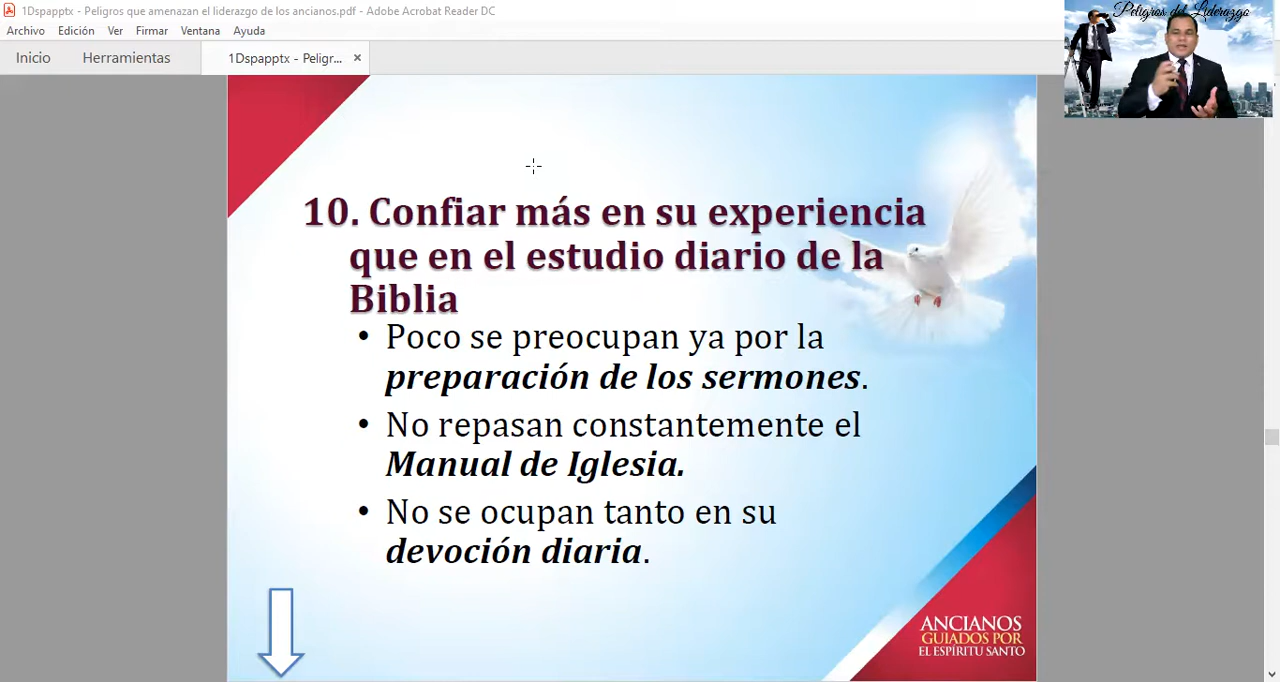 1Dspapptx - Peligros que amenazan el liderazgo de los ancianos.pdf - Adobe Acrobat Reader DC
Archivo Edición Ver Firmar Ventana Ayuda
Inicio Herramientas 1Dspapptx - Peligr... ×
Peligros del Liderazgo
10. Confiar más en su experiencia
que en el estudio diario de la
Biblia
• Poco se preocupan ya por la
preparación de los sermones.
• No repasan constantemente el
Manual de Iglesia.
• No se ocupan tanto en su
devoción diaria.
ANCIANOS
GUIADOS POR
EL ESPÍRITU SANTO